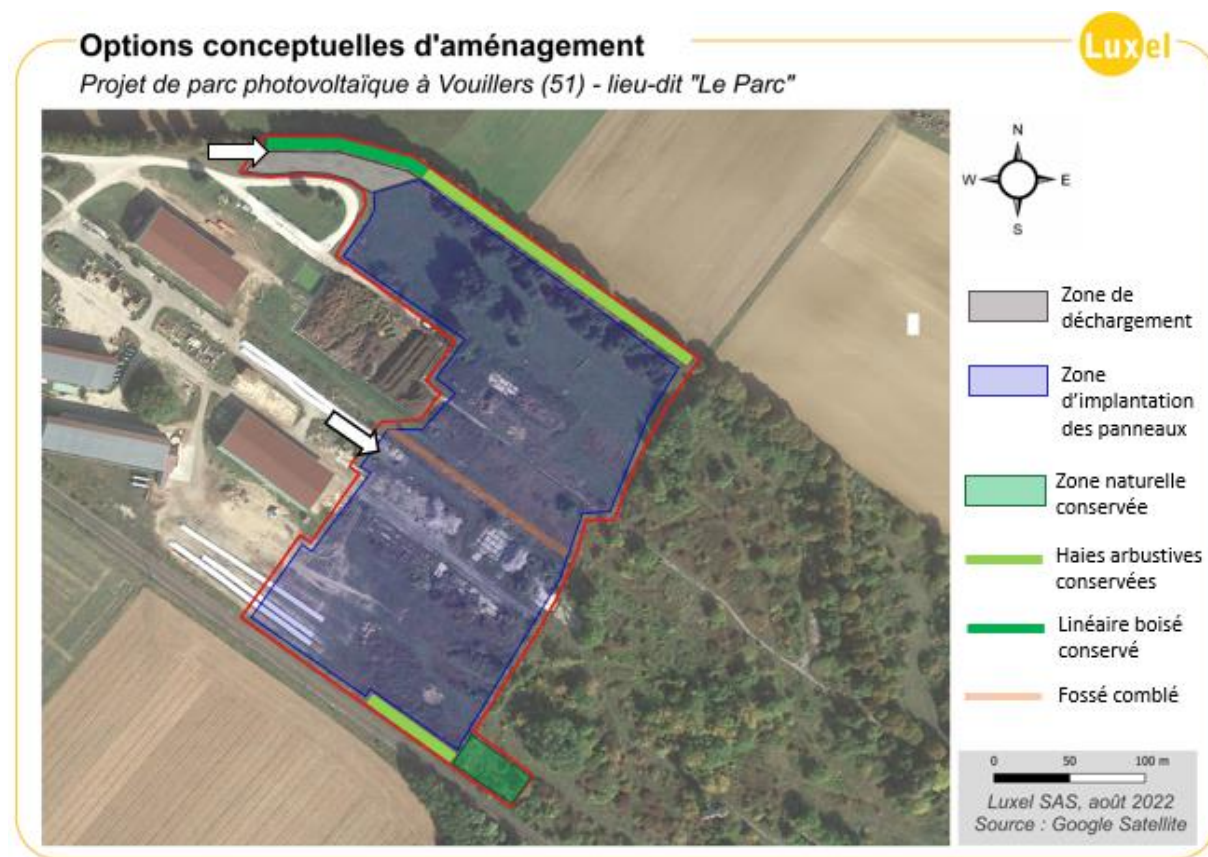 Options conceptuelles d'aménagement
Luxel
Projet de parc photovoltaïque à Vouillers (51) - lieu-dit "Le Parc"
N
W E
S
Zone de
déchargement
Zone
d'implantation
des panneaux
Zone naturelle
conservée
Haies arbustives
conservées
Linéaire boisé
conservé
Fossé comblé
0 50 100 m
Luxel SAS, août 2022
Source : Google Satellite